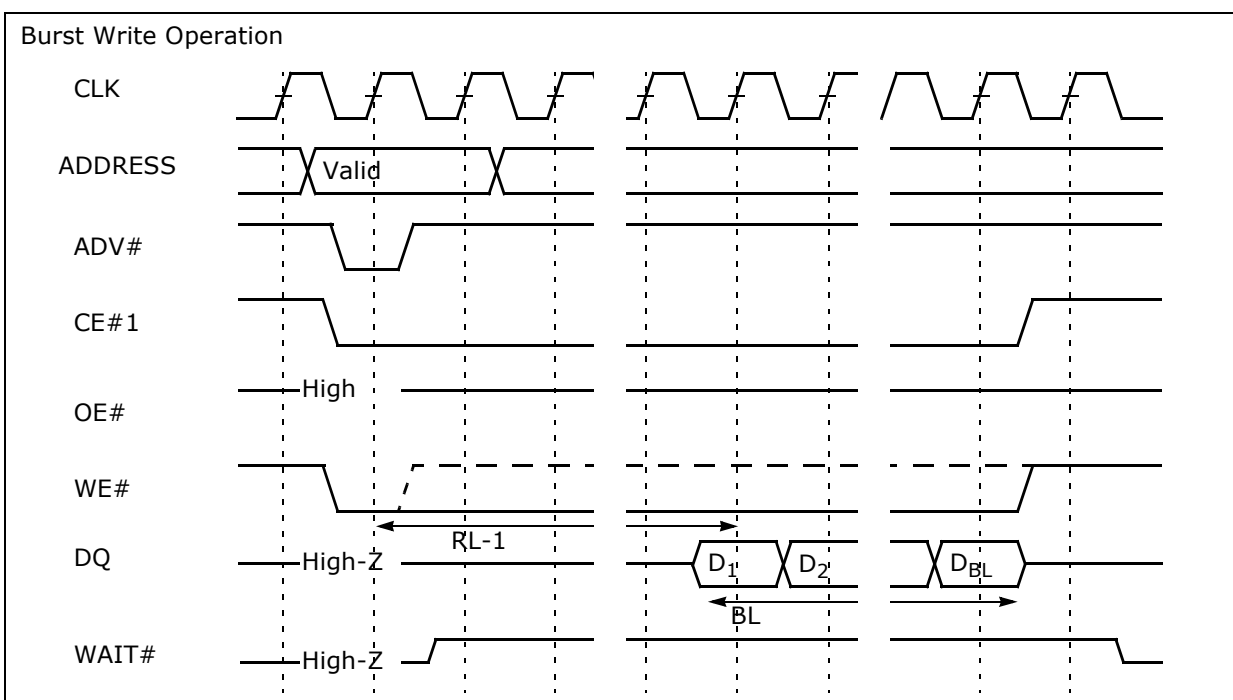 Burst Write Operation
CLK
ADDRESS
Valid
ADV#
CE#1
OE#
High
WE#
RL-1
DQ
High-Z
D1
D2
DBL
BL
WAIT#
High-Z